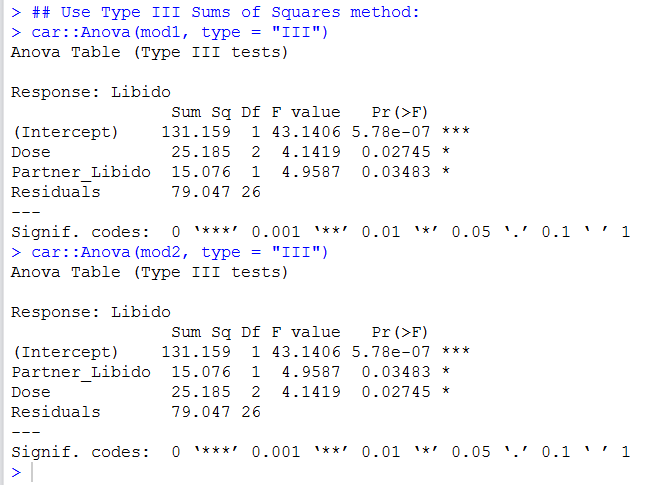 > ## Use Type III Sums of Squares method:
> car::Anova(mod1, type = "III")
Anova Table (Type III tests)
Response: Libido
Sum Sq Df F value Pr(>F)
(Intercept) 131.159 1 43.1406 5.78e-07 ***
Dose 25.185 2 4.1419 0.02745 *
Partner_Libido 15.076 1 4.9587 0.03483 *
Residuals 79.047 26
---
Signif. codes: 0 ‘***’ 0.001 ‘**’ 0.01 ‘*’ 0.05 ‘.’ 0.1 ‘ ’ 1
> car::Anova(mod2, type = "III")
Anova Table (Type III tests)
Response: Libido
Sum Sq Df F value Pr(>F)
(Intercept) 131.159 1 43.1406 5.78e-07 ***
Partner_Libido 15.076 1 4.9587 0.03483 *
Dose 25.185 2 4.1419 0.02745 *
Residuals 79.047 26
---
Signif. codes: 0 ‘***’ 0.001 ‘**’ 0.01 ‘*’ 0.05 ‘.’ 0.1 ‘ ’ 1
>